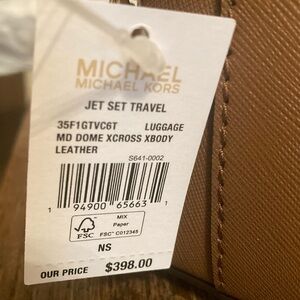 MICHAEL
MICHAEL KORS
JET SET TRAVEL
35F1GTVC6T LUGGAGE
MD DOME XCROSS XBODY
LEATHER
S641-0002
1 94900 65663 1
FSC
MIX
Paper
FSC™ C012345
NS
OUR PRICE $398.00